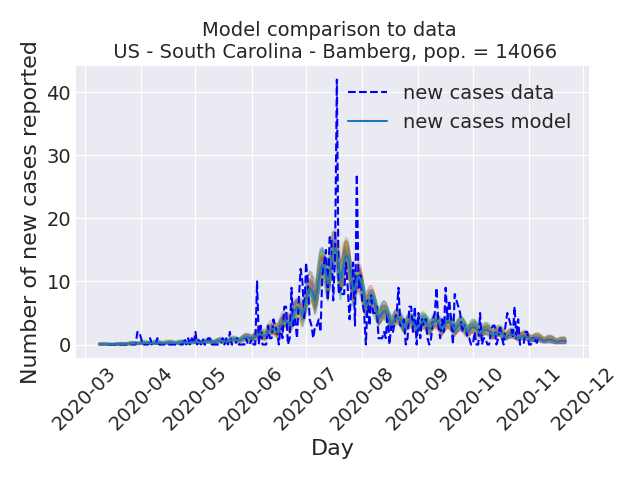 Model comparison to data
US - South Carolina - Bamberg, pop. = 14066
Number of new cases reported
40
30
20
10
0
new cases data
new cases model
2020-03
2020-04
2020-05
2020-06
2020-07
2020-08
2020-09
2020-10
2020-11
2020-12
Day